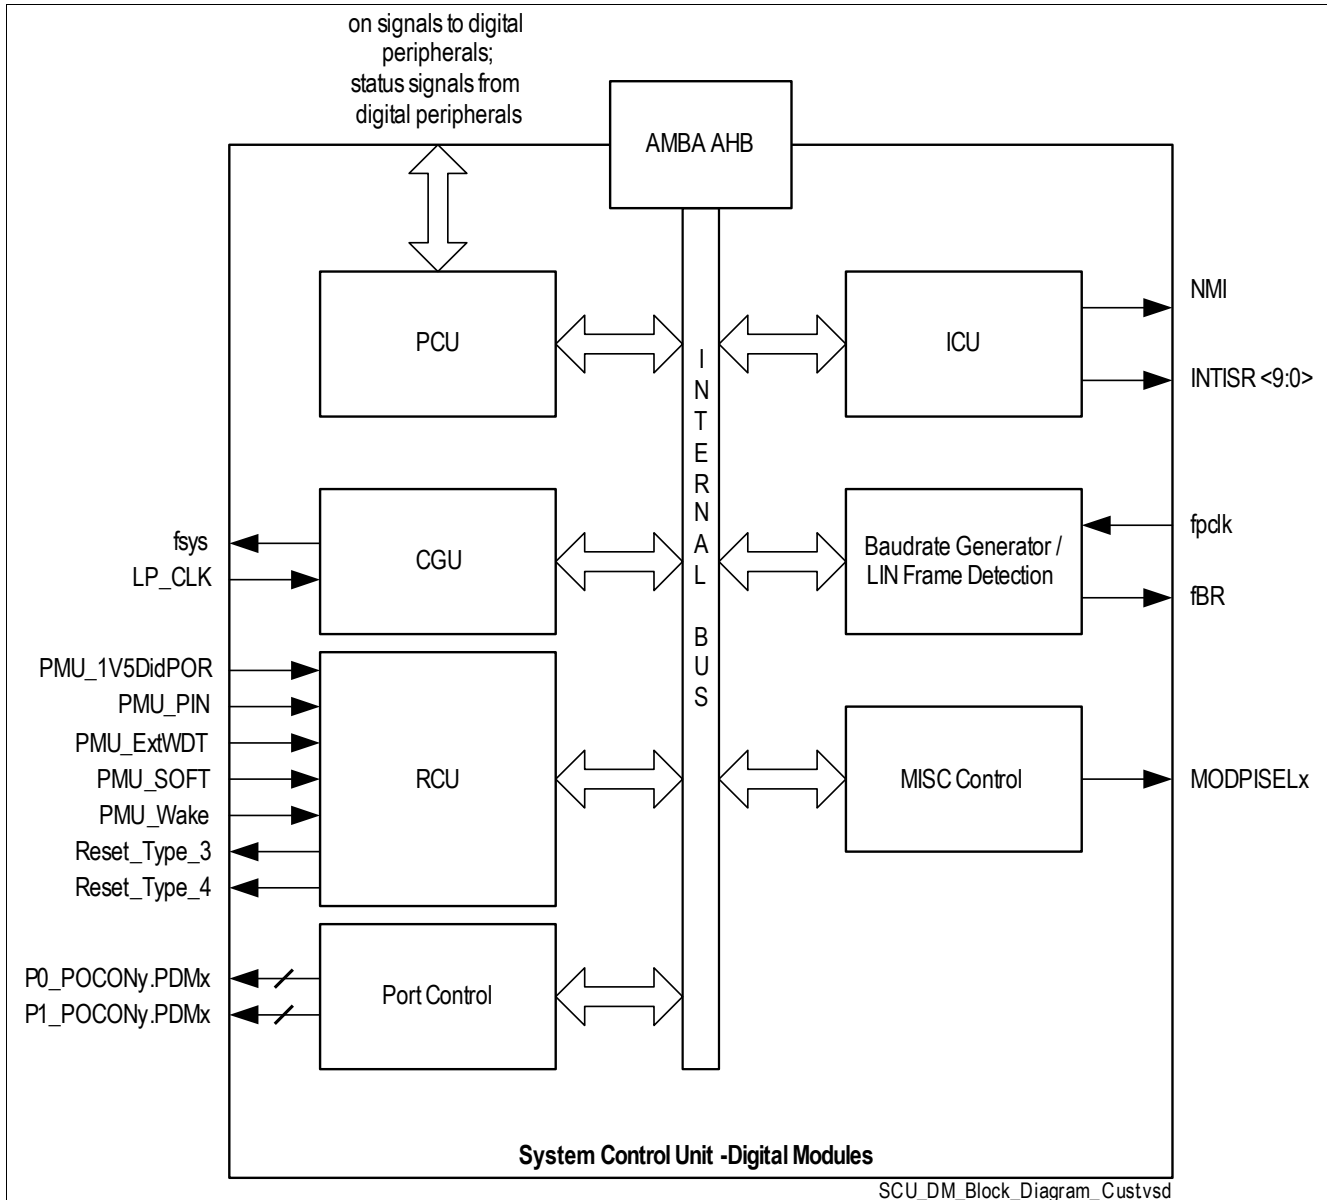 on signals to digital
peripherals;
status signals from
digital peripherals
AMBA AHB
PCU
INTERNAL BUS
ICU
NMI
INTISR <9:0>
fsys
LP_CLK
CGU
Baudrate Generator /
LIN Frame Detection
fpclk
fBR
PMU_1V5DidPOR
PMU_PIN
PMU_ExtWDT
PMU_SOFT
PMU_Wake
Reset_Type_3
Reset_Type_4
RCU
MISC Control
MODPISELx
P0_POCONy.PDMx
P1_POCONy.PDMx
Port Control
System Control Unit -Digital Modules
SCU_DM_Block_Diagram_Cust.vsd